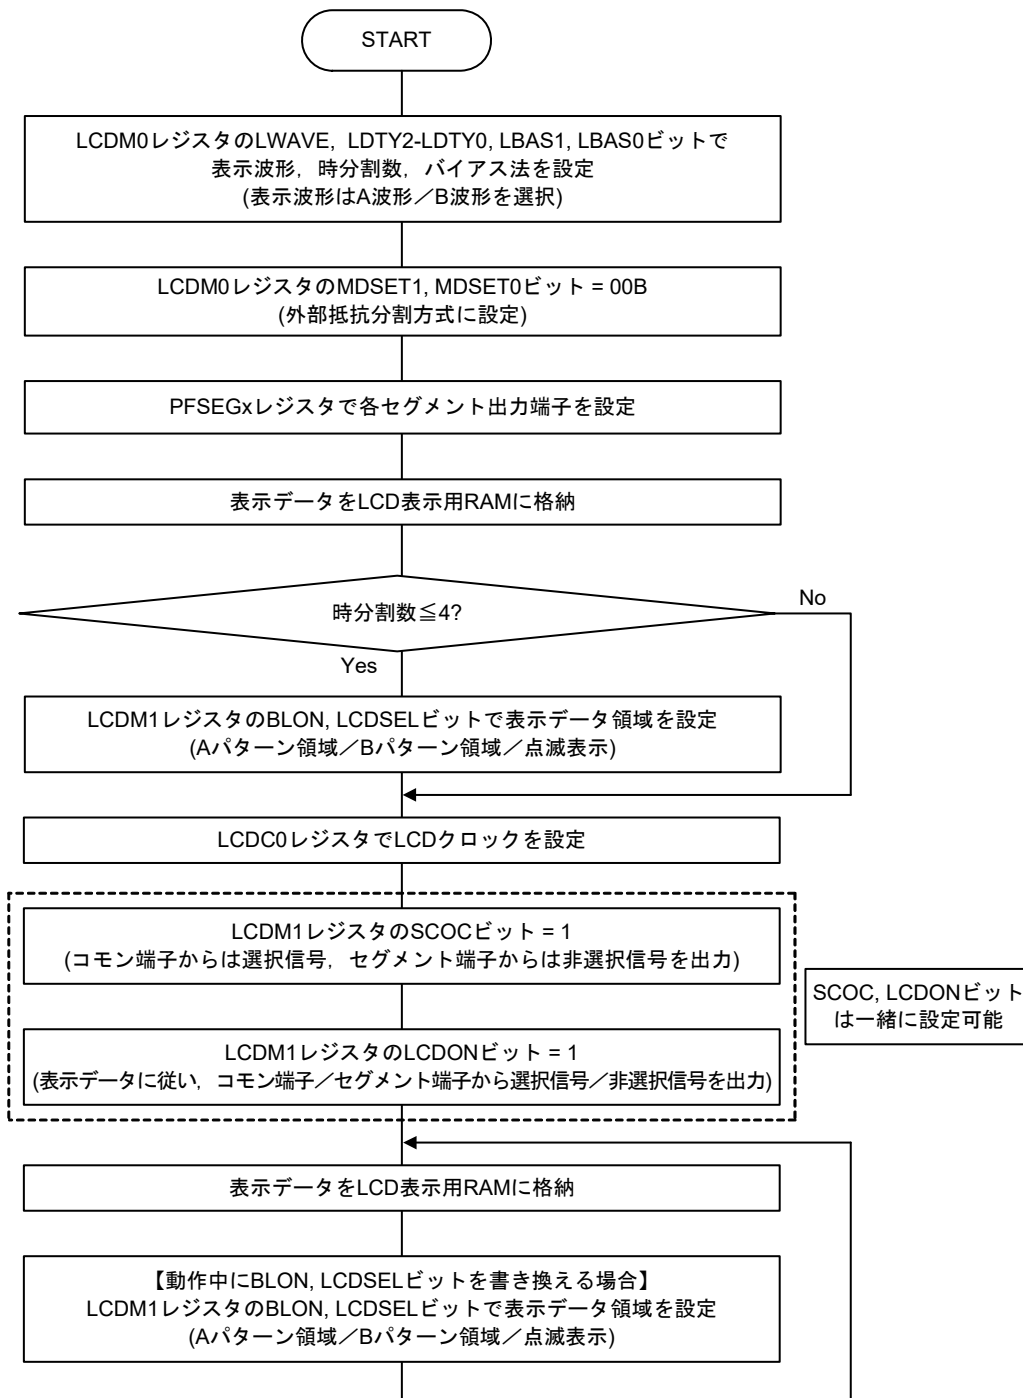 START
LCDM0レジスタのLWAVE, LDTY2-LDTY0, LBAS1, LBAS0ビットで
表示波形, 時分割数, バイアス法を設定
(表示波形はA波形／B波形を選択)
LCDM0レジスタのMDSET1, MDSET0ビット = 00B
(外部抵抗分割方式に設定)
PFSEGxレジスタで各セグメント出力端子を設定
表示データをLCD表示用RAMに格納
時分割数≦4?
No
Yes
LCDM1レジスタのBLON, LCDSELビットで表示データ領域を設定
(Aパターン領域／Bパターン領域／点滅表示)
LCDC0レジスタでLCDクロックを設定
LCDM1レジスタのSCOCビット = 1
(コモン端子からは選択信号, セグメント端子からは非選択信号を出力)
SCOC, LCDONビット
は一緒に設定可能
LCDM1レジスタのLCDONビット = 1
(表示データに従い, コモン端子／セグメント端子から選択信号／非選択信号を出力)
表示データをLCD表示用RAMに格納
【動作中にBLON, LCDSELビットを書き換える場合】
LCDM1レジスタのBLON, LCDSELビットで表示データ領域を設定
(Aパターン領域／Bパターン領域／点滅表示)